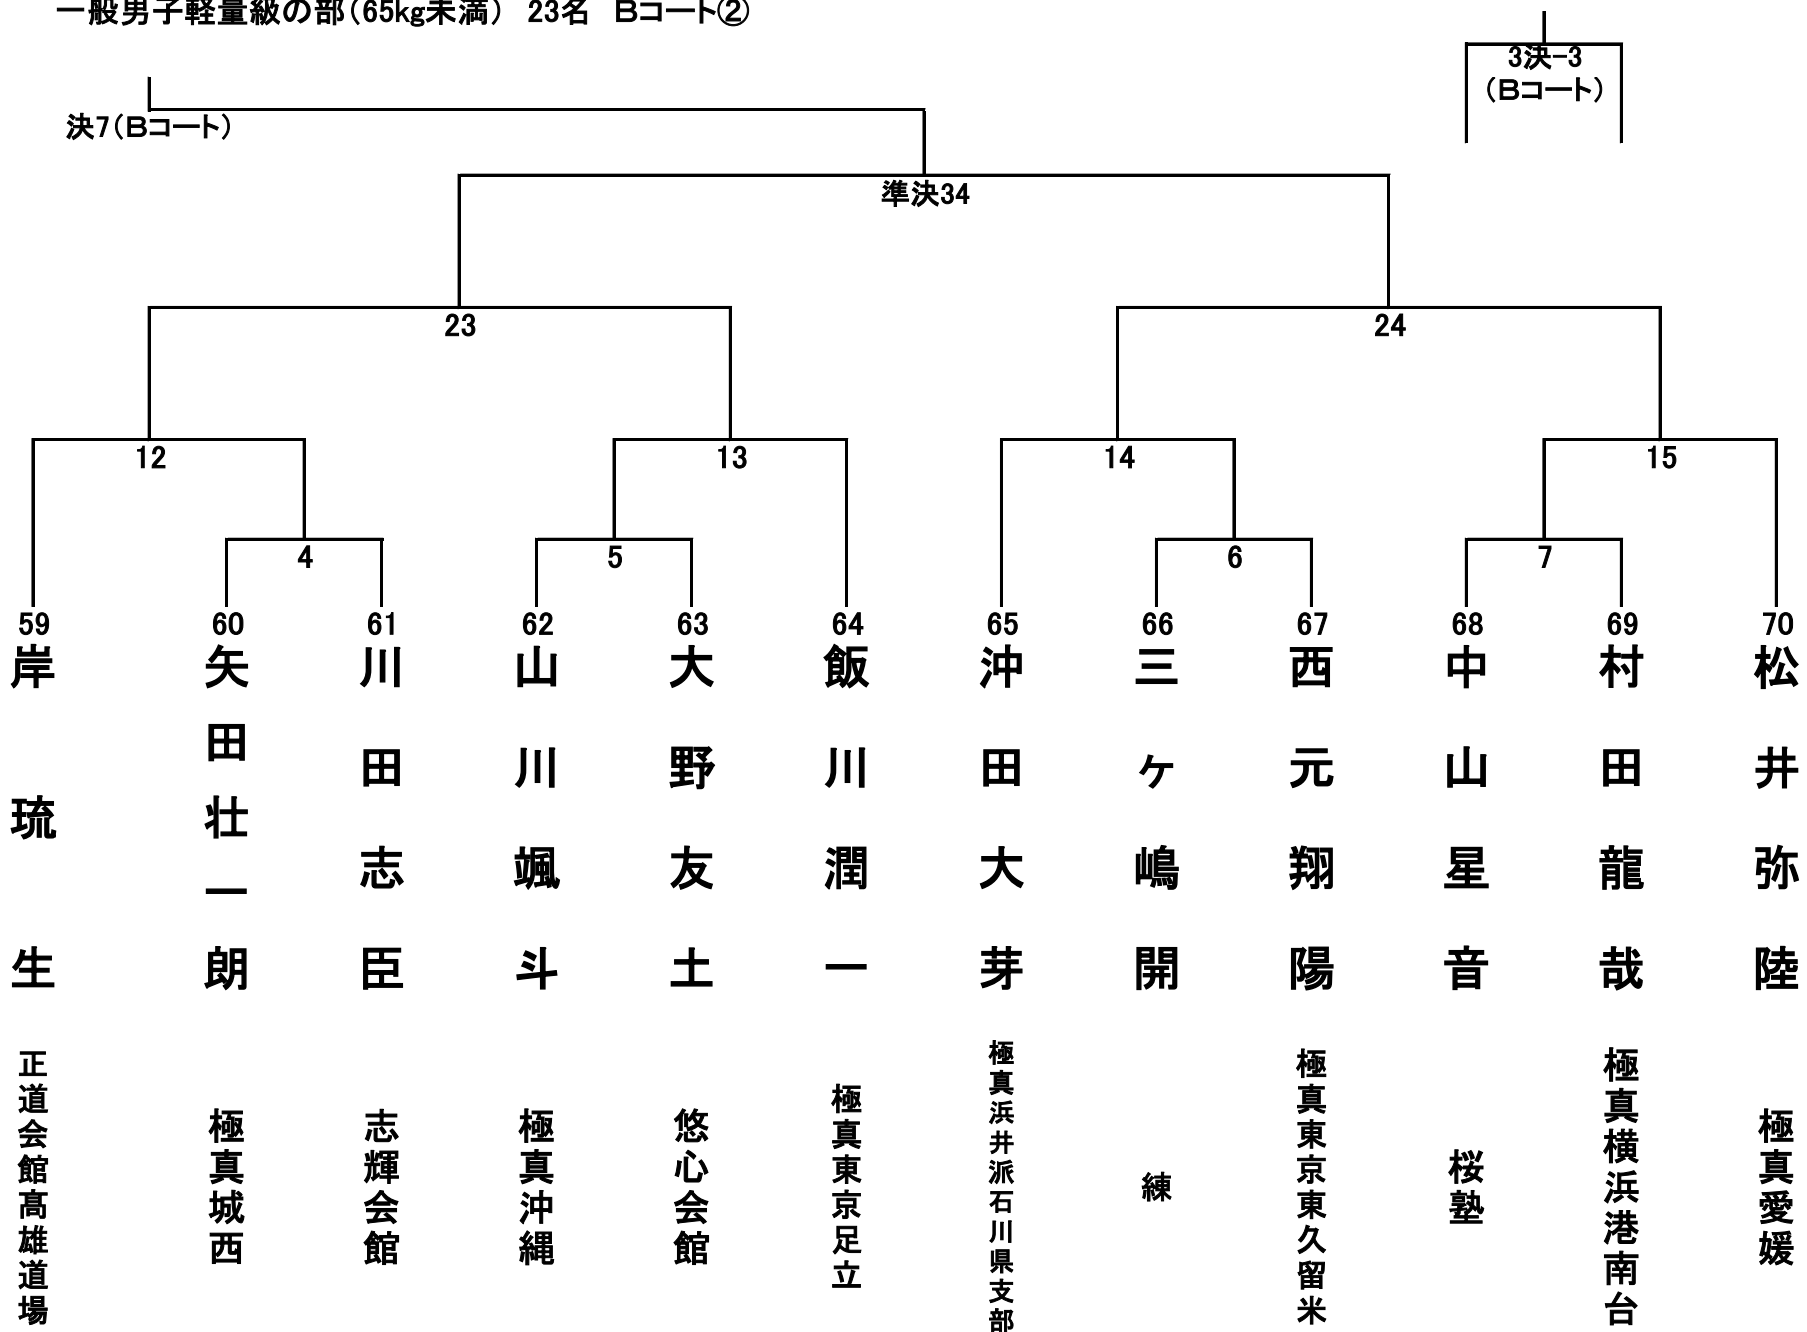 一般男子軽量級の部（65kg未満）　23名　Bコート②
3決-3
（Bコート）
決7（Bコート）
準決34
23
24
12
13
14
15
4
5
6
7
59
60
61
62
63
64
65
66
67
68
69
70
岸琉生
矢田壮一朗
川田志臣
山川颯斗
大野友土
飯川潤一
沖田大芽
三ヶ嶋開
西元翔陽
中山星音
村田龍哉
松井弥陸
正道会館髙雄道場
極真城西
志輝会館
極真沖縄
悠心会館
極真東京足立
極真浜井派石川県支部
練
極真東京東久留米
桜塾
極真横浜港南台
極真愛媛